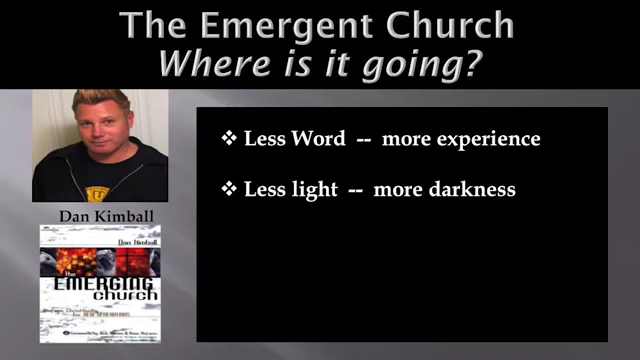 The Emergent Church
Where is it going?
❖ Less Word -- more experience
❖ Less light -- more darkness
Dan Kimball
Dan Kimball
the
EMERGING
church